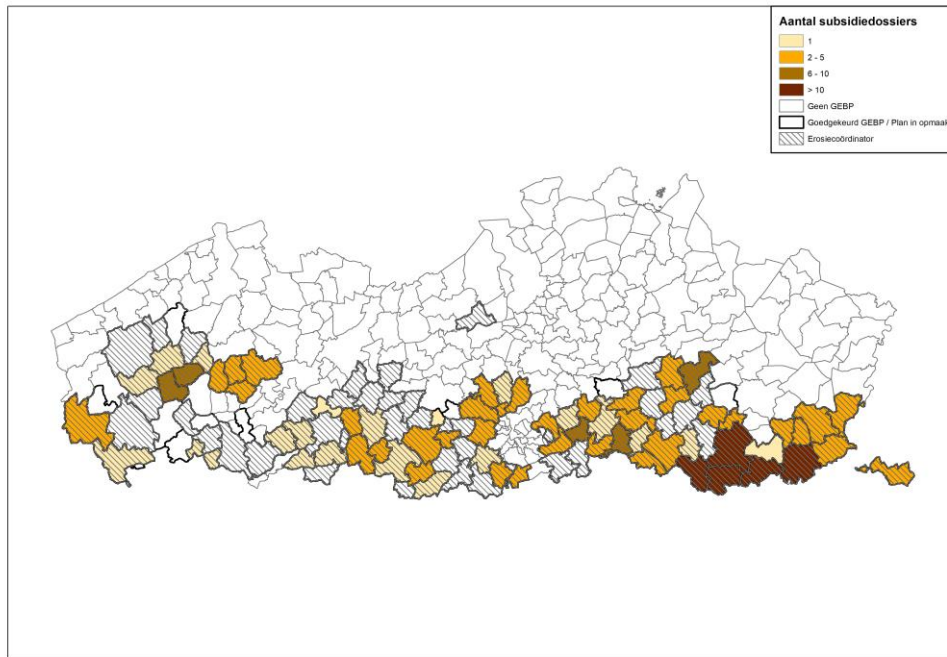 Aantal subsidiedossiers
1
2 - 5
6 - 10
> 10
Geen GEBP
Goedgekeurd GEBP / Plan in opmaak
Erosiecoördinator